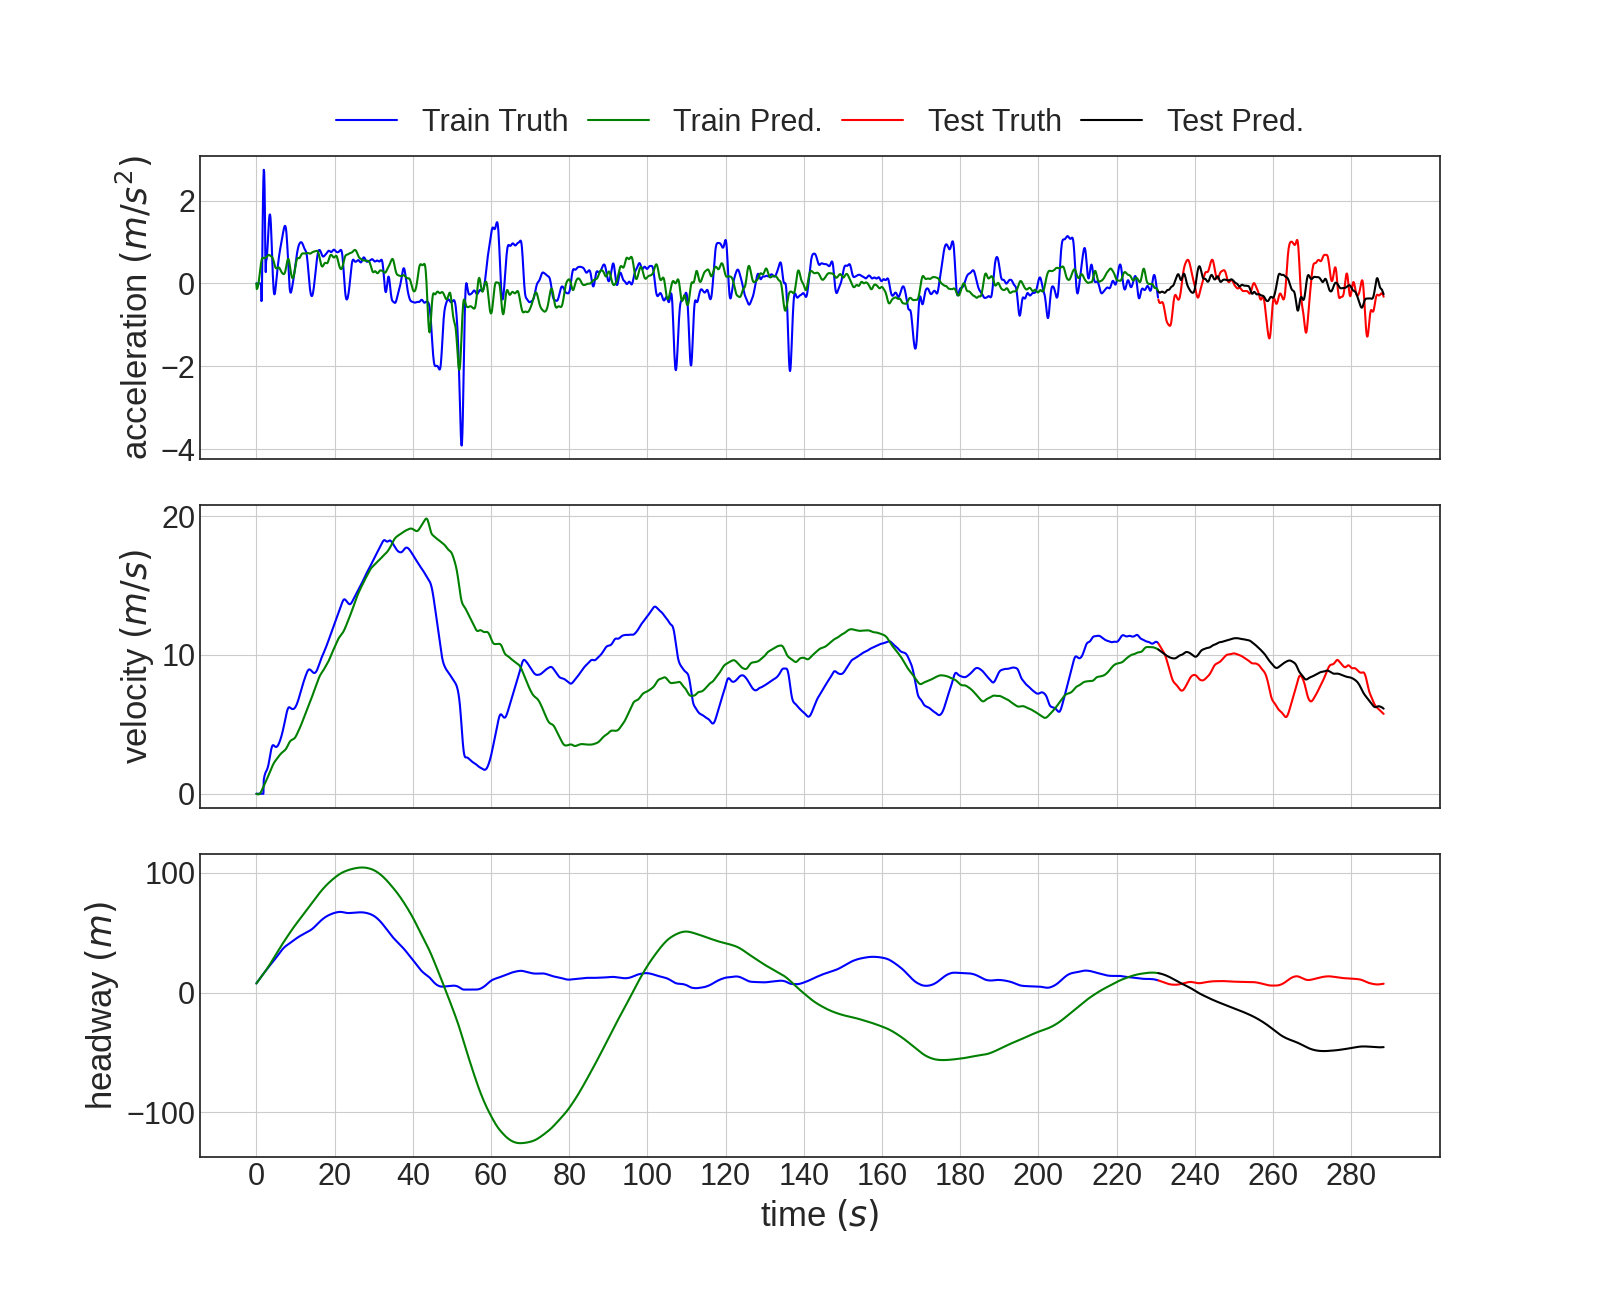 Train Truth Train Pred. Test Truth Test Pred.
acceleration (m/s²)
2
0
−2
−4
velocity (m/s)
20
10
0
headway (m)
100
0
−100
0 20 40 60 80 100 120 140 160 180 200 220 240 260 280
time (s)